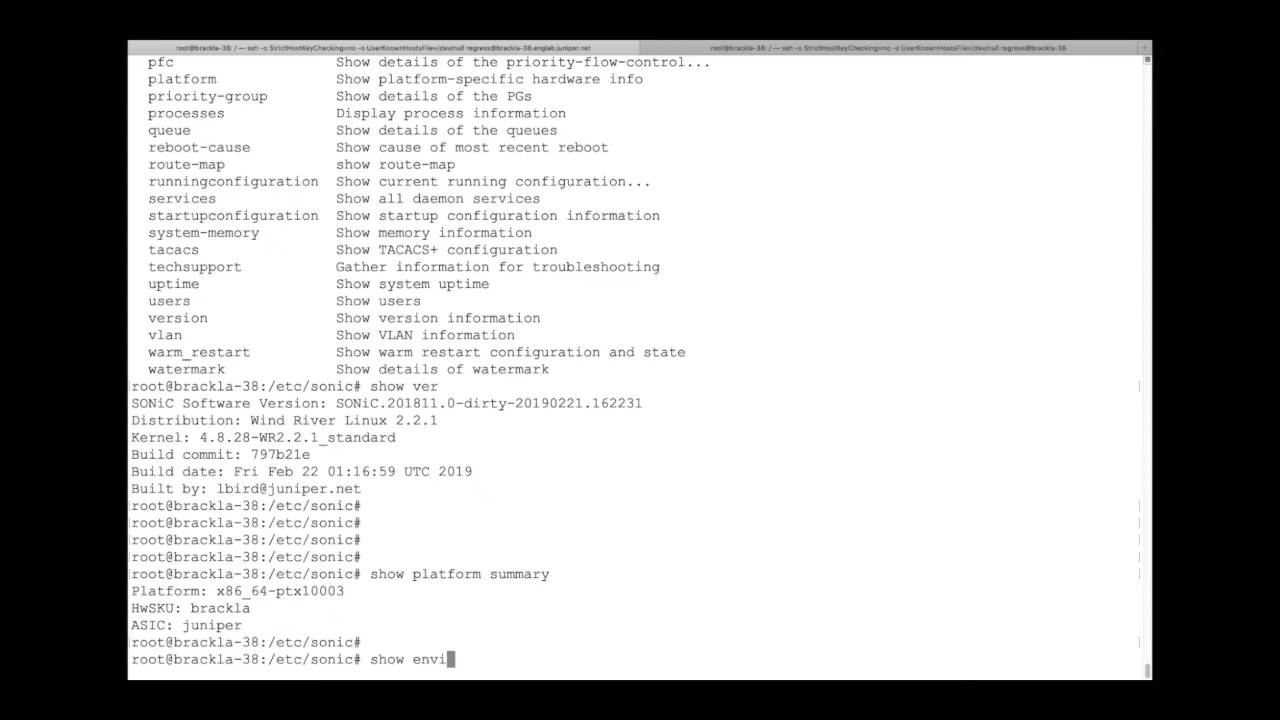 root@brackla-38: / — ssh -o StrictHostKeyChecking=no -o UserKnownHostsFile=/dev/null regress@brackla-38.englab.juniper.net
root@brackla-38: / — ssh -o StrictHostKeyChecking=no -o UserKnownHostsFile=/dev/null regress@brackla-38
pfc Show details of the priority-flow-control...
platform Show platform-specific hardware info
priority-group Show details of the PGs
processes Display process information
queue Show details of the queues
reboot-cause Show cause of most recent reboot
route-map show route-map
runningconfiguration Show current running configuration...
services Show all daemon services
startupconfiguration Show startup configuration information
system-memory Show memory information
tacacs Show TACACS+ configuration
techsupport Gather information for troubleshooting
uptime Show system uptime
users Show users
version Show version information
vlan Show VLAN information
warm_restart Show warm restart configuration and state
watermark Show details of watermark
root@brackla-38:/etc/sonic# show ver
SONiC Software Version: SONiC.201811.0-dirty-20190221.162231
Distribution: Wind River Linux 2.2.1
Kernel: 4.8.28-WR2.2.1_standard
Build commit: 797b21e
Build date: Fri Feb 22 01:16:59 UTC 2019
Built by: lbird@juniper.net
root@brackla-38:/etc/sonic#
root@brackla-38:/etc/sonic#
root@brackla-38:/etc/sonic#
root@brackla-38:/etc/sonic#
root@brackla-38:/etc/sonic# show platform summary
Platform: x86_64-ptx10003
HwSKU: brackla
ASIC: juniper
root@brackla-38:/etc/sonic#
root@brackla-38:/etc/sonic# show envi